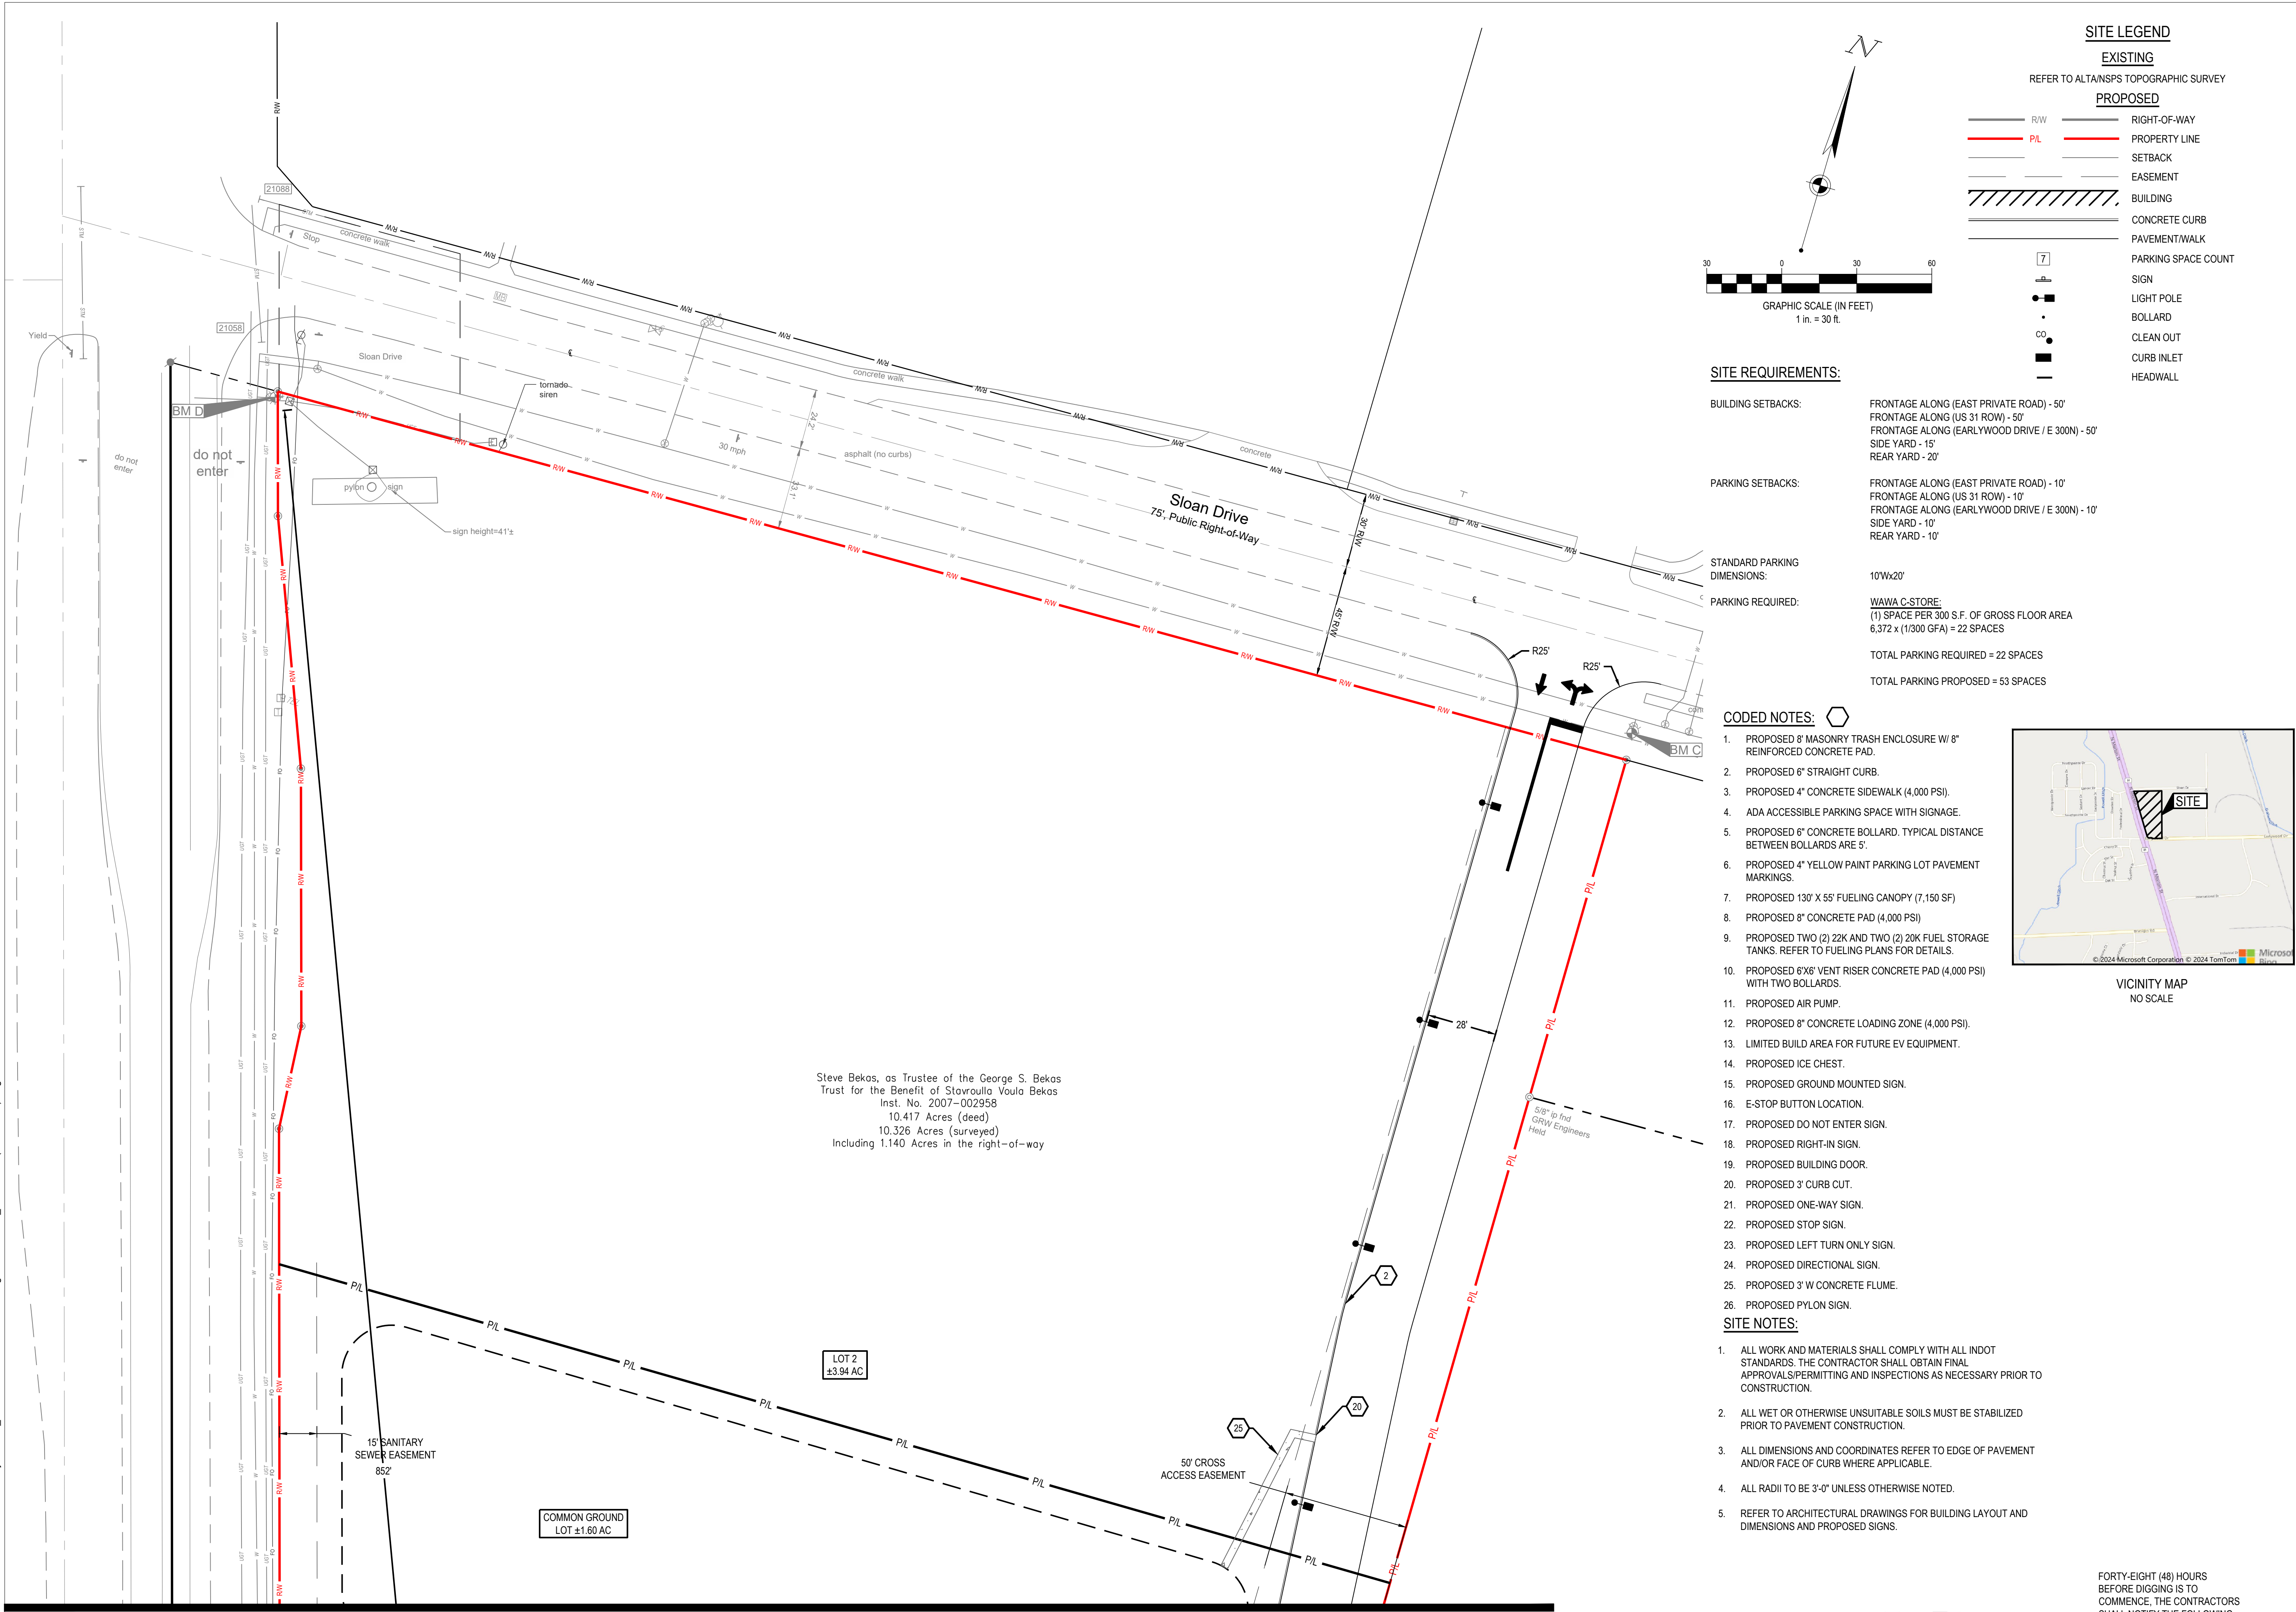 SITE LEGEND
EXISTING
REFER TO ALTA/NSPS TOPOGRAPHIC SURVEY
PROPOSED
R/W RIGHT-OF-WAY
P/L PROPERTY LINE
SETBACK
EASEMENT
BUILDING
CONCRETE CURB
PAVEMENT/WALK
7 PARKING SPACE COUNT
SIGN
LIGHT POLE
BOLLARD
CO CLEAN OUT
CURB INLET
HEADWALL
N
30 0 30 60
GRAPHIC SCALE (IN FEET)
1 in. = 30 ft.
SITE REQUIREMENTS:
BUILDING SETBACKS:
FRONTAGE ALONG (EAST PRIVATE ROAD) - 50'
FRONTAGE ALONG (US 31 ROW) - 50'
FRONTAGE ALONG (EARLYWOOD DRIVE / E 300N) - 50'
SIDE YARD - 15'
REAR YARD - 20'
PARKING SETBACKS:
FRONTAGE ALONG (EAST PRIVATE ROAD) - 10'
FRONTAGE ALONG (US 31 ROW) - 10'
FRONTAGE ALONG (EARLYWOOD DRIVE / E 300N) - 10'
SIDE YARD - 10'
REAR YARD - 10'
STANDARD PARKING
DIMENSIONS: 10'Wx20'
PARKING REQUIRED:
WAWA C-STORE:
(1) SPACE PER 300 S.F. OF GROSS FLOOR AREA
6,372 x (1/300 GFA) = 22 SPACES
TOTAL PARKING REQUIRED = 22 SPACES
TOTAL PARKING PROPOSED = 53 SPACES
CODED NOTES:
1. PROPOSED 8' MASONRY TRASH ENCLOSURE W/ 8"
REINFORCED CONCRETE PAD.
2. PROPOSED 6" STRAIGHT CURB.
3. PROPOSED 4" CONCRETE SIDEWALK (4,000 PSI).
4. ADA ACCESSIBLE PARKING SPACE WITH SIGNAGE.
5. PROPOSED 6" CONCRETE BOLLARD. TYPICAL DISTANCE
BETWEEN BOLLARDS ARE 5'.
6. PROPOSED 4" YELLOW PAINT PARKING LOT PAVEMENT
MARKINGS.
7. PROPOSED 130' X 55' FUELING CANOPY (7,150 SF)
8. PROPOSED 8" CONCRETE PAD (4,000 PSI)
9. PROPOSED TWO (2) 22K AND TWO (2) 20K FUEL STORAGE
TANKS. REFER TO FUELING PLANS FOR DETAILS.
10. PROPOSED 6'X6' VENT RISER CONCRETE PAD (4,000 PSI)
WITH TWO BOLLARDS.
11. PROPOSED AIR PUMP.
12. PROPOSED 8" CONCRETE LOADING ZONE (4,000 PSI).
13. LIMITED BUILD AREA FOR FUTURE EV EQUIPMENT.
14. PROPOSED ICE CHEST.
15. PROPOSED GROUND MOUNTED SIGN.
16. E-STOP BUTTON LOCATION.
17. PROPOSED DO NOT ENTER SIGN.
18. PROPOSED RIGHT-IN SIGN.
19. PROPOSED BUILDING DOOR.
20. PROPOSED 3' CURB CUT.
21. PROPOSED ONE-WAY SIGN.
22. PROPOSED STOP SIGN.
23. PROPOSED LEFT TURN ONLY SIGN.
24. PROPOSED DIRECTIONAL SIGN.
25. PROPOSED 3' W CONCRETE FLUME.
26. PROPOSED PYLON SIGN.
SITE NOTES:
1. ALL WORK AND MATERIALS SHALL COMPLY WITH ALL INDOT
STANDARDS. THE CONTRACTOR SHALL OBTAIN FINAL
APPROVALS/PERMITTING AND INSPECTIONS AS NECESSARY PRIOR TO
CONSTRUCTION.
2. ALL WET OR OTHERWISE UNSUITABLE SOILS MUST BE STABILIZED
PRIOR TO PAVEMENT CONSTRUCTION.
3. ALL DIMENSIONS AND COORDINATES REFER TO EDGE OF PAVEMENT
AND/OR FACE OF CURB WHERE APPLICABLE.
4. ALL RADII TO BE 3'-0" UNLESS OTHERWISE NOTED.
5. REFER TO ARCHITECTURAL DRAWINGS FOR BUILDING LAYOUT AND
DIMENSIONS AND PROPOSED SIGNS.
FORTY-EIGHT (48) HOURS
BEFORE DIGGING IS TO
COMMENCE, THE CONTRACTORS
SHALL NOTIFY THE FOLLOWING
SITE
© 2024 Microsoft Corporation © 2024 TomTom
Microsoft
Bing
VICINITY MAP
NO SCALE
21088
Stop
concrete walk
21058
Yield
Sloan Drive
BM D
do not
enter
do not
enter
tornado
siren
pylon sign
sign height=41'±
30 mph
24.2'
33.1'
asphalt (no curbs)
concrete walk
concrete
Sloan Drive
75', Public Right-of-Way
30' R/W
45' R/W
R25'
R25'
BM C
28'
5/8" ip fnd
GRW Engineers
Held
Steve Bekas, as Trustee of the George S. Bekas
Trust for the Benefit of Stavroulla Voula Bekas
Inst. No. 2007-002958
10.417 Acres (deed)
10.326 Acres (surveyed)
Including 1.140 Acres in the right-of-way
2
LOT 2
±3.94 AC
20
25
50' CROSS
ACCESS EASEMENT
15' SANITARY
SEWER EASEMENT
852'
COMMON GROUND
LOT ±1.60 AC